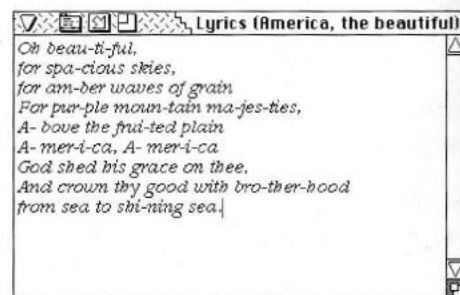 Lyrics (America, the beautiful)
Oh beau-ti-ful,
for spa-cious skies,
for am-ber waves of grain
For pur-ple moun-tain ma-jes-ties,
A- bove the frui-ted plain
A- mer-i-ca, A- mer-i-ca
God shed his grace on thee,
And crown thy good with bro-ther-hood
from sea to shi-ning sea.